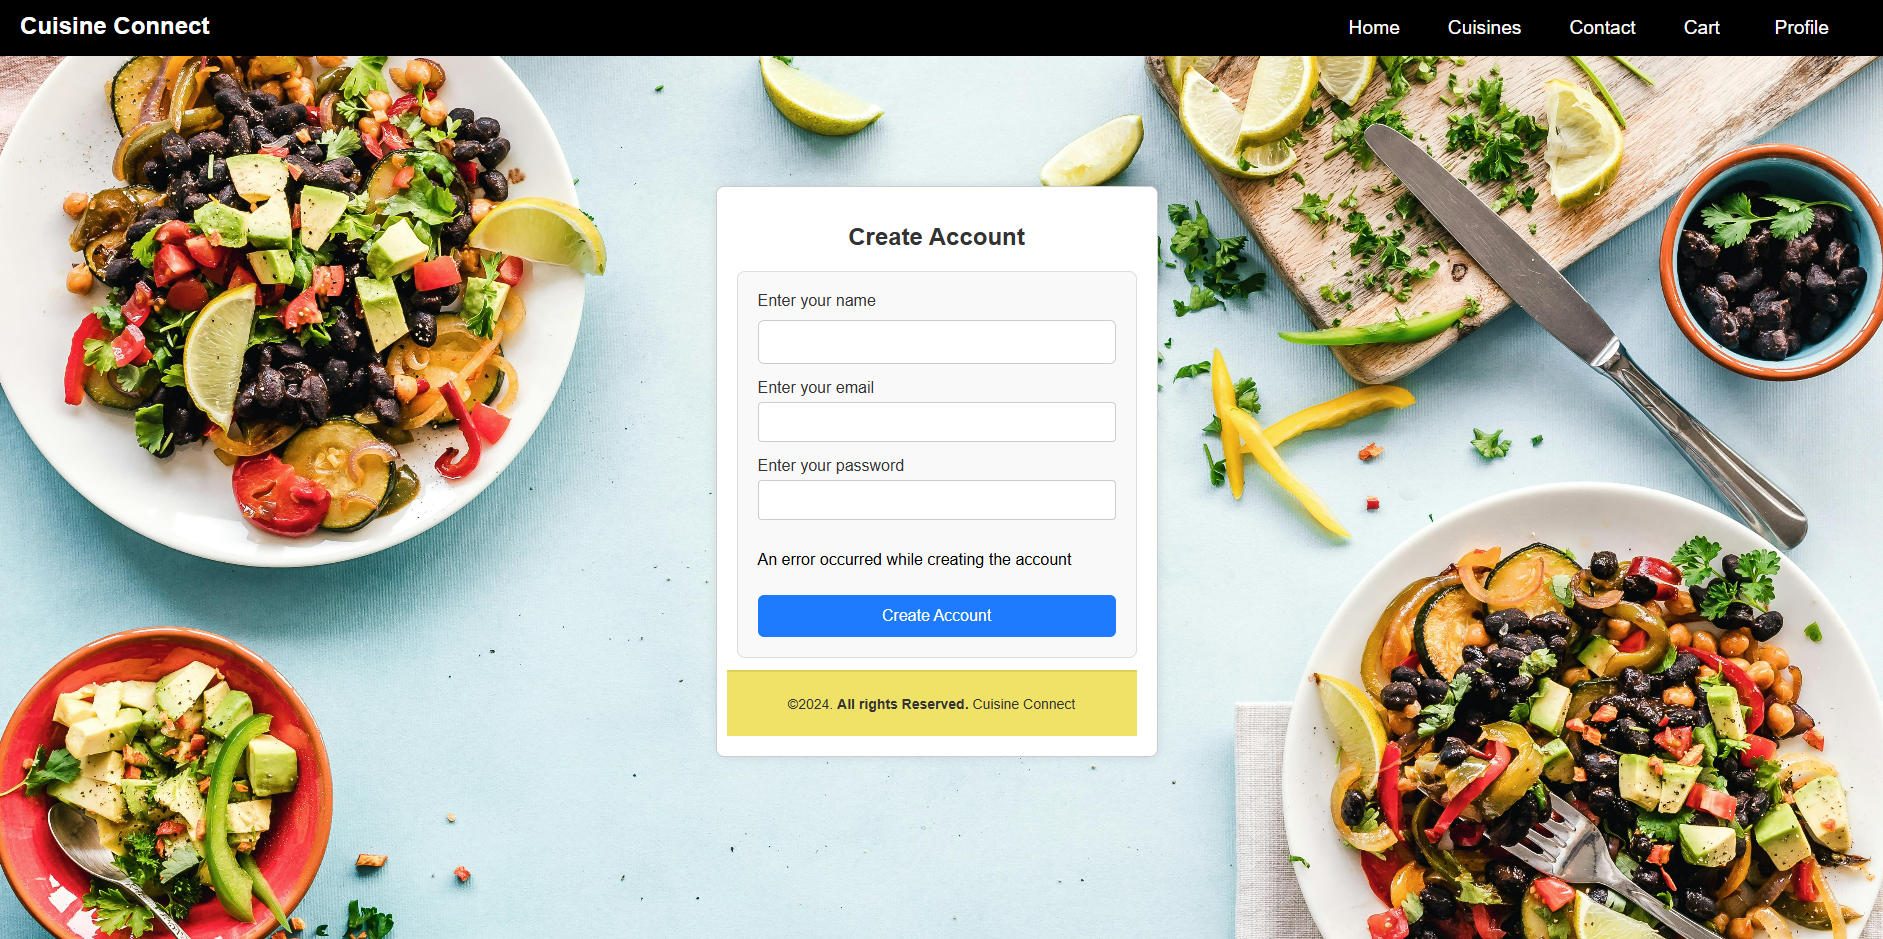 Cuisine Connect
Home Cuisines Contact Cart Profile
Create Account
Enter your name
Enter your email
Enter your password
An error occurred while creating the account
Create Account
©2024. All rights Reserved. Cuisine Connect